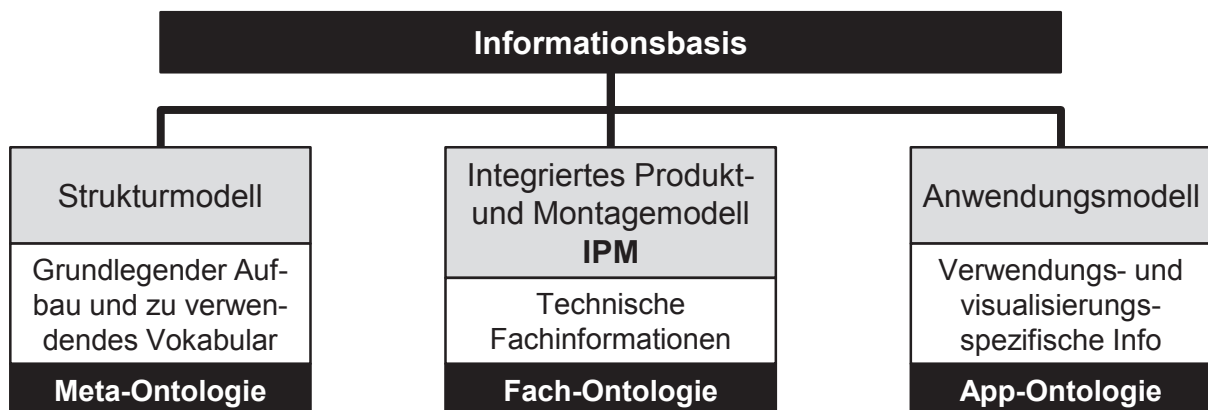 Informationsbasis
Strukturmodell
Grundlegender Auf-
bau und zu verwen-
dendes Vokabular
Meta-Ontologie
Integriertes Produkt-
und Montagemodell
IPM
Technische
Fachinformationen
Fach-Ontologie
Anwendungsmodell
Verwendungs- und
visualisierungs-
spezifische Info
App-Ontologie